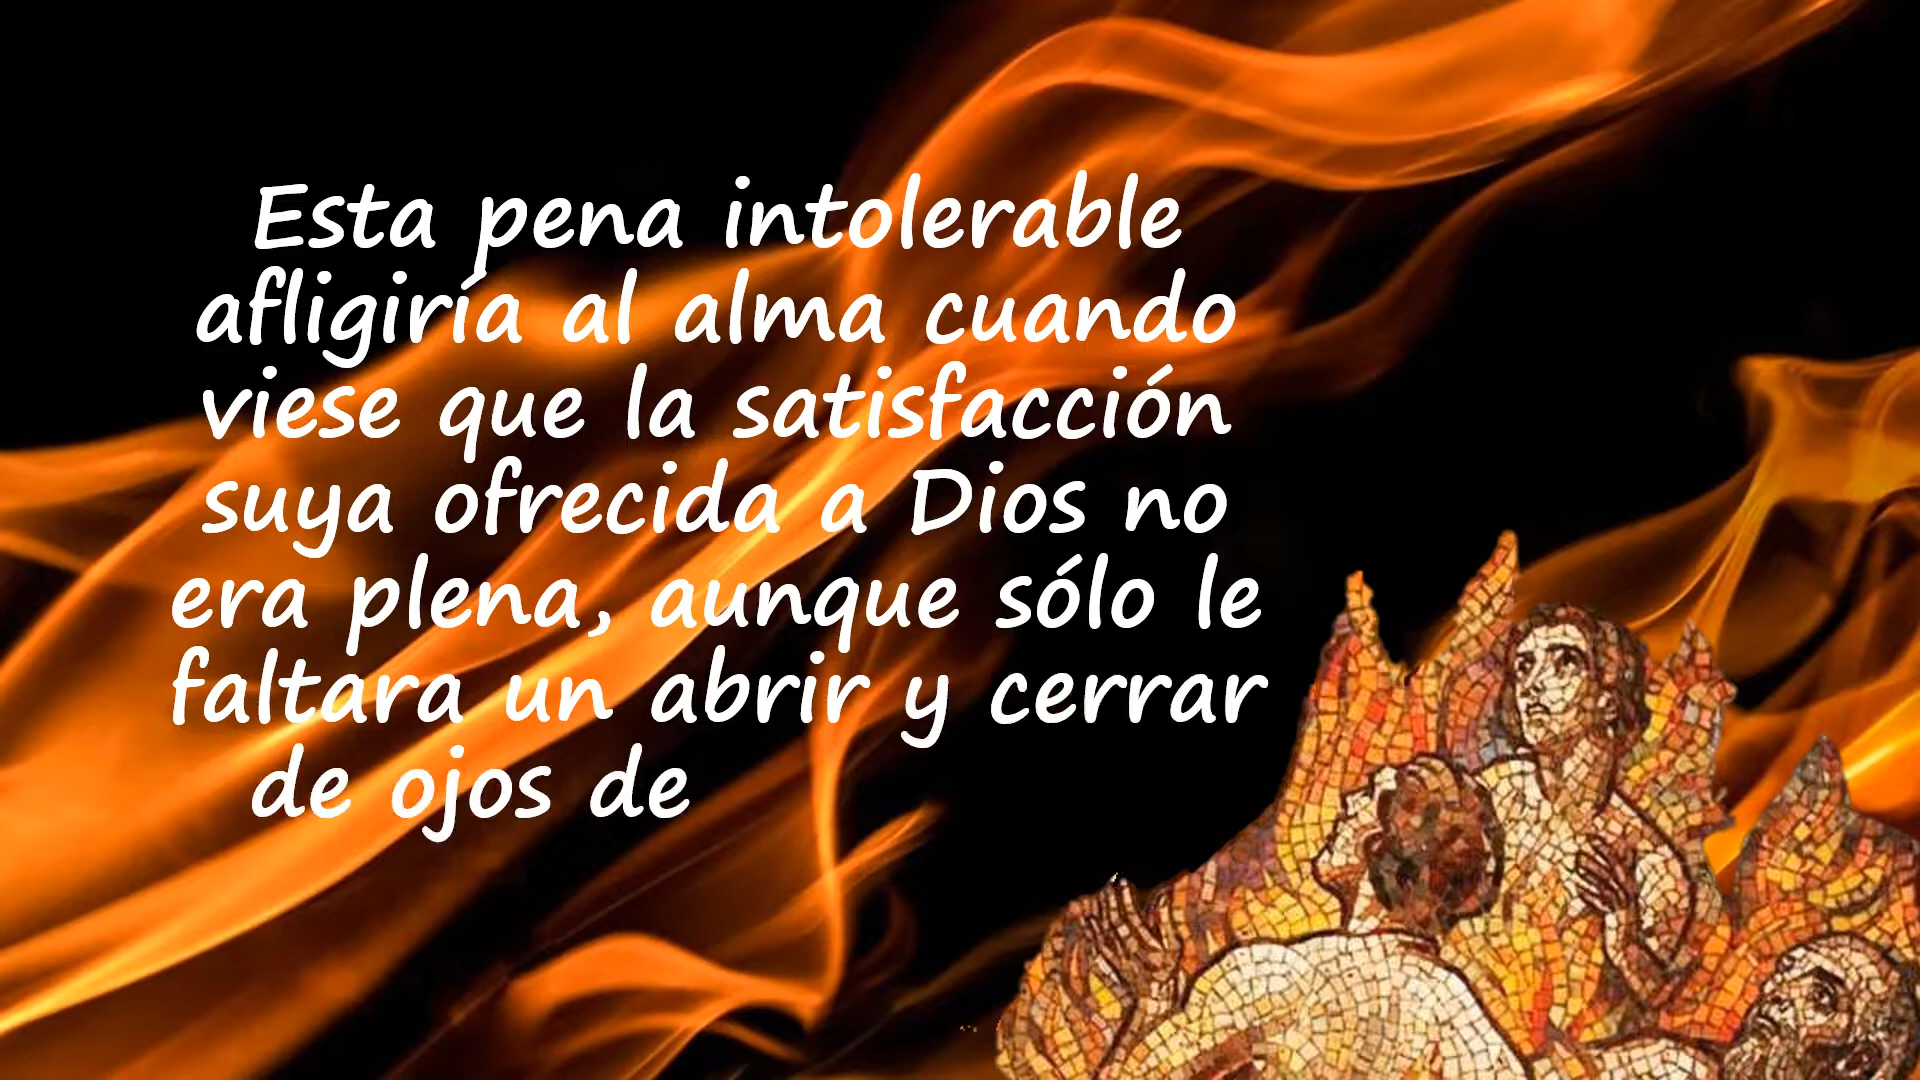 Esta pena intolerable
afligiría al alma cuando
viese que la satisfacción
suya ofrecida a Dios no
era plena, aunque sólo le
faltara un abrir y cerrar
de ojos de